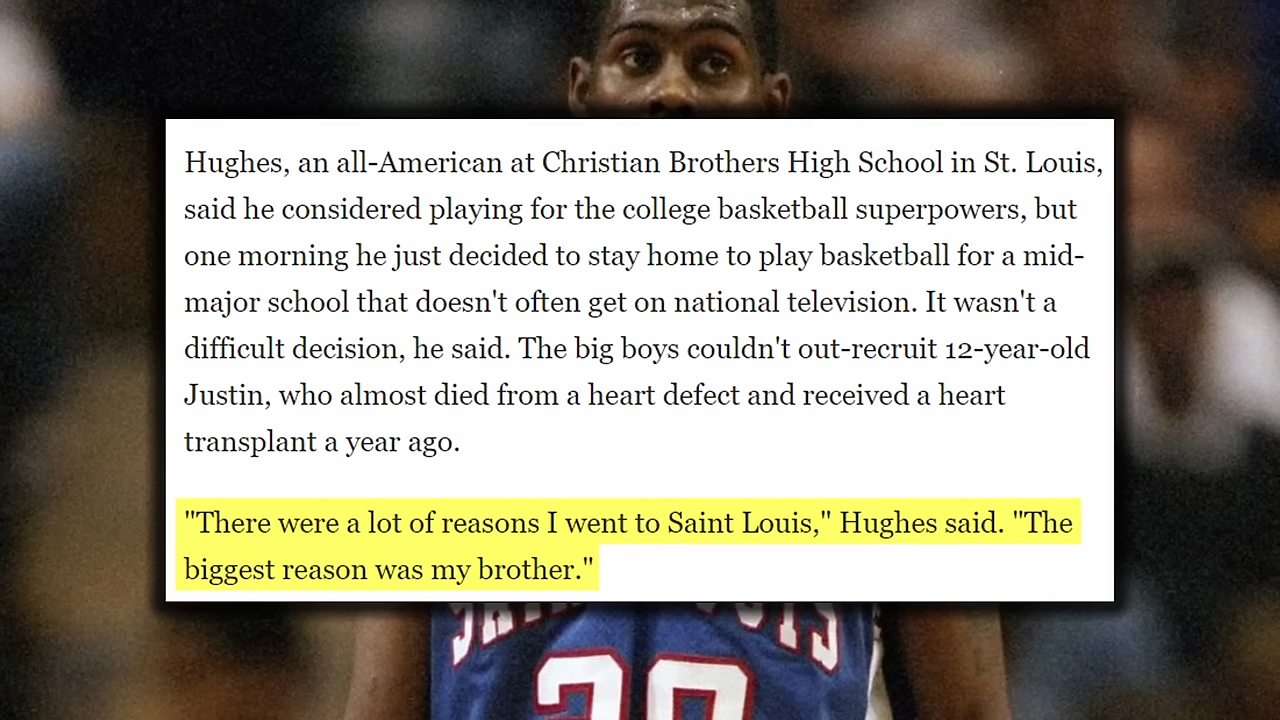 Hughes, an all-American at Christian Brothers High School in St. Louis,
said he considered playing for the college basketball superpowers, but
one morning he just decided to stay home to play basketball for a mid-
major school that doesn't often get on national television. It wasn't a
difficult decision, he said. The big boys couldn't out-recruit 12-year-old
Justin, who almost died from a heart defect and received a heart
transplant a year ago.
"There were a lot of reasons I went to Saint Louis," Hughes said. "The
biggest reason was my brother."